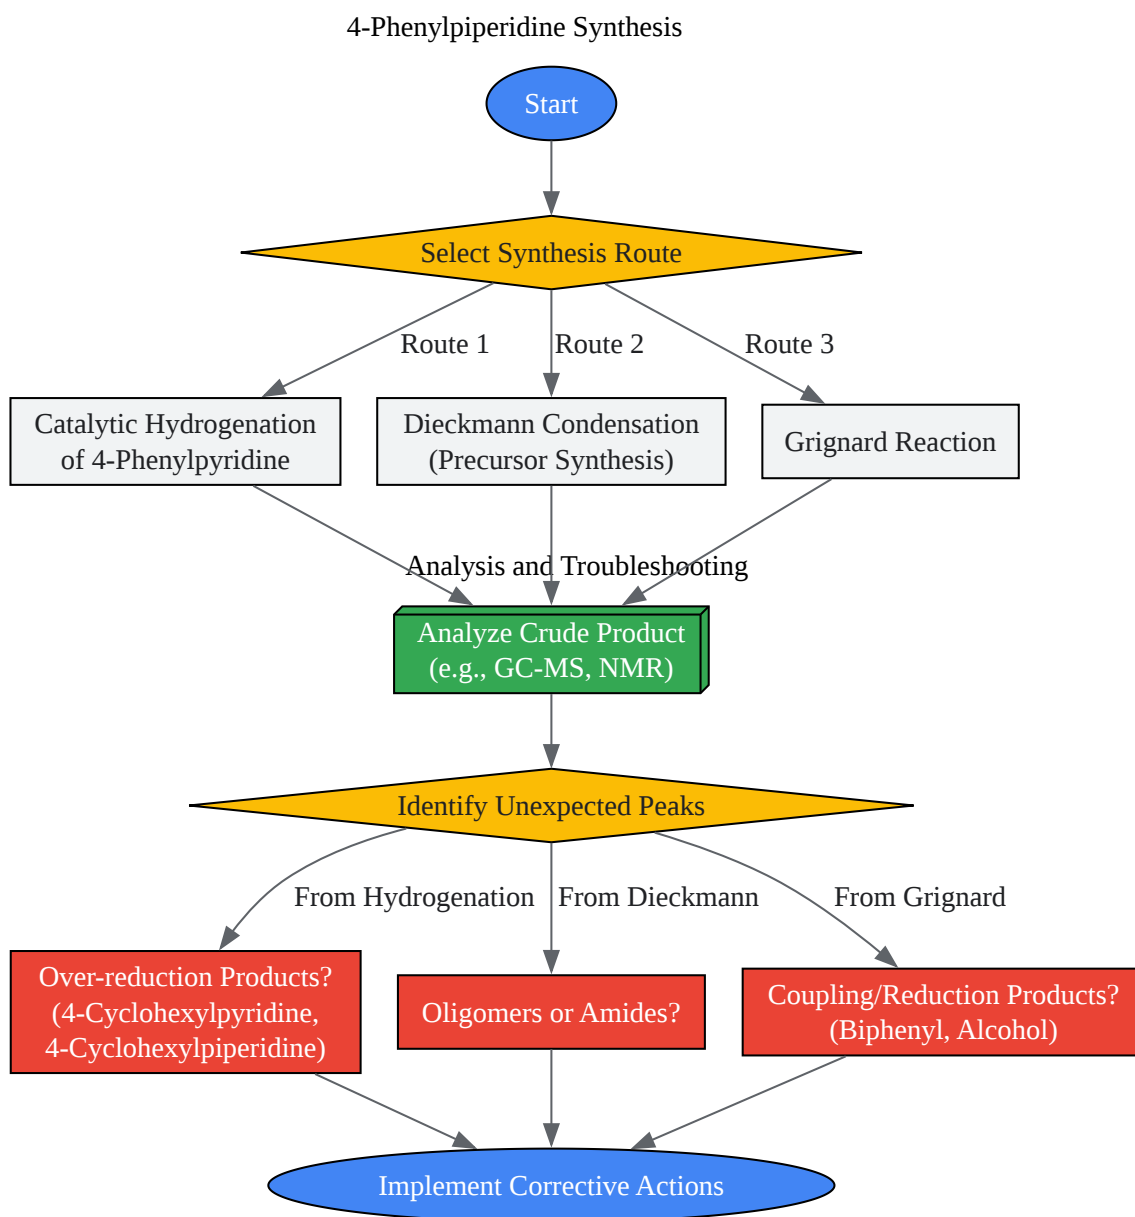 4-Phenylpiperidine Synthesis
Start
Select Synthesis Route
Route 1
Route 2
Route 3
Catalytic Hydrogenation
of 4-Phenylpyridine
Dieckmann Condensation
(Precursor Synthesis)
Grignard Reaction
Analysis and Troubleshooting
Analyze Crude Product
(e.g., GC-MS, NMR)
Identify Unexpected Peaks
From Hydrogenation
From Dieckmann
From Grignard
Over-reduction Products?
(4-Cyclohexylpyridine,
4-Cyclohexylpiperidine)
Oligomers or Amides?
Coupling/Reduction Products?
(Biphenyl, Alcohol)
Implement Corrective Actions